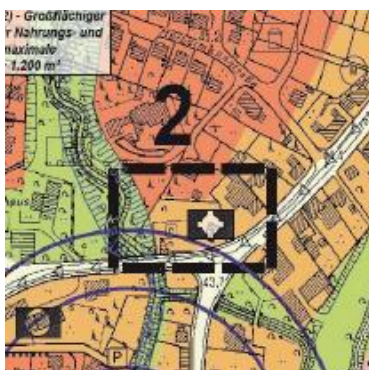 2) - Großflächiger
r Nahrungs- und
maximale
1.200 m²
2
P